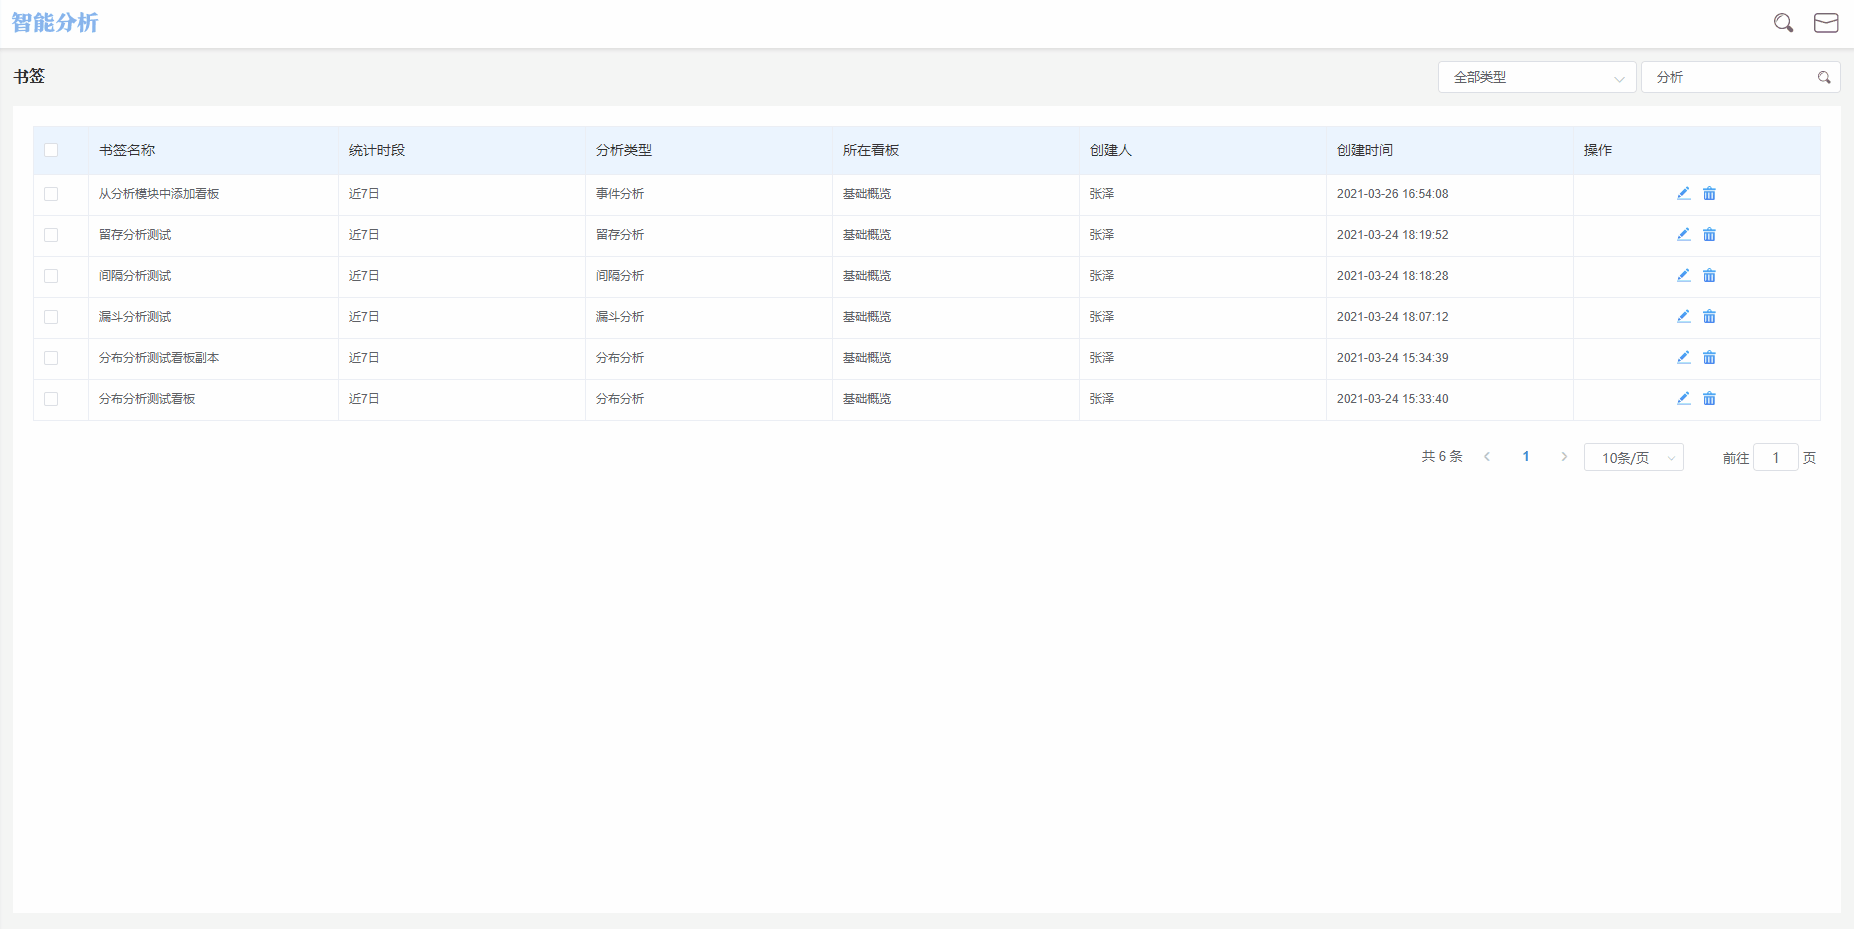 智能分析
书签
全部类型 分析
书签名称 统计时段 分析类型 所在看板 创建人 创建时间 操作
从分析模块中添加看板 近7日 事件分析 基础概览 张泽 2021-03-26 16:54:08
留存分析测试 近7日 留存分析 基础概览 张泽 2021-03-24 18:19:52
间隔分析测试 近7日 间隔分析 基础概览 张泽 2021-03-24 18:18:28
漏斗分析测试 近7日 漏斗分析 基础概览 张泽 2021-03-24 18:07:12
分布分析测试看板副本 近7日 分布分析 基础概览 张泽 2021-03-24 15:34:39
分布分析测试看板 近7日 分布分析 基础概览 张泽 2021-03-24 15:33:40
共 6 条 1 10条/页 前往 1 页